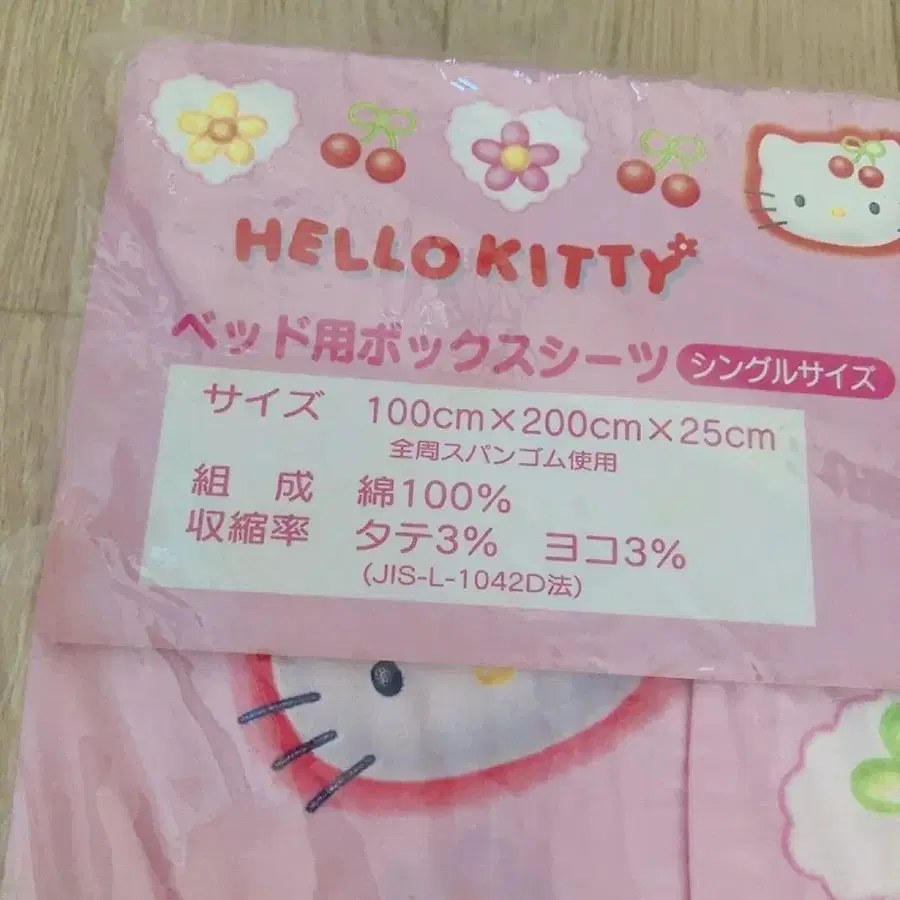 HELLO KITTY
ベッド用ボックスシーツ シングルサイズ
サイズ 100cm×200cm×25cm
全周スパンゴム使用
組 成 綿100%
収縮率 タテ3% ヨコ3%
(JIS-L-1042D法)